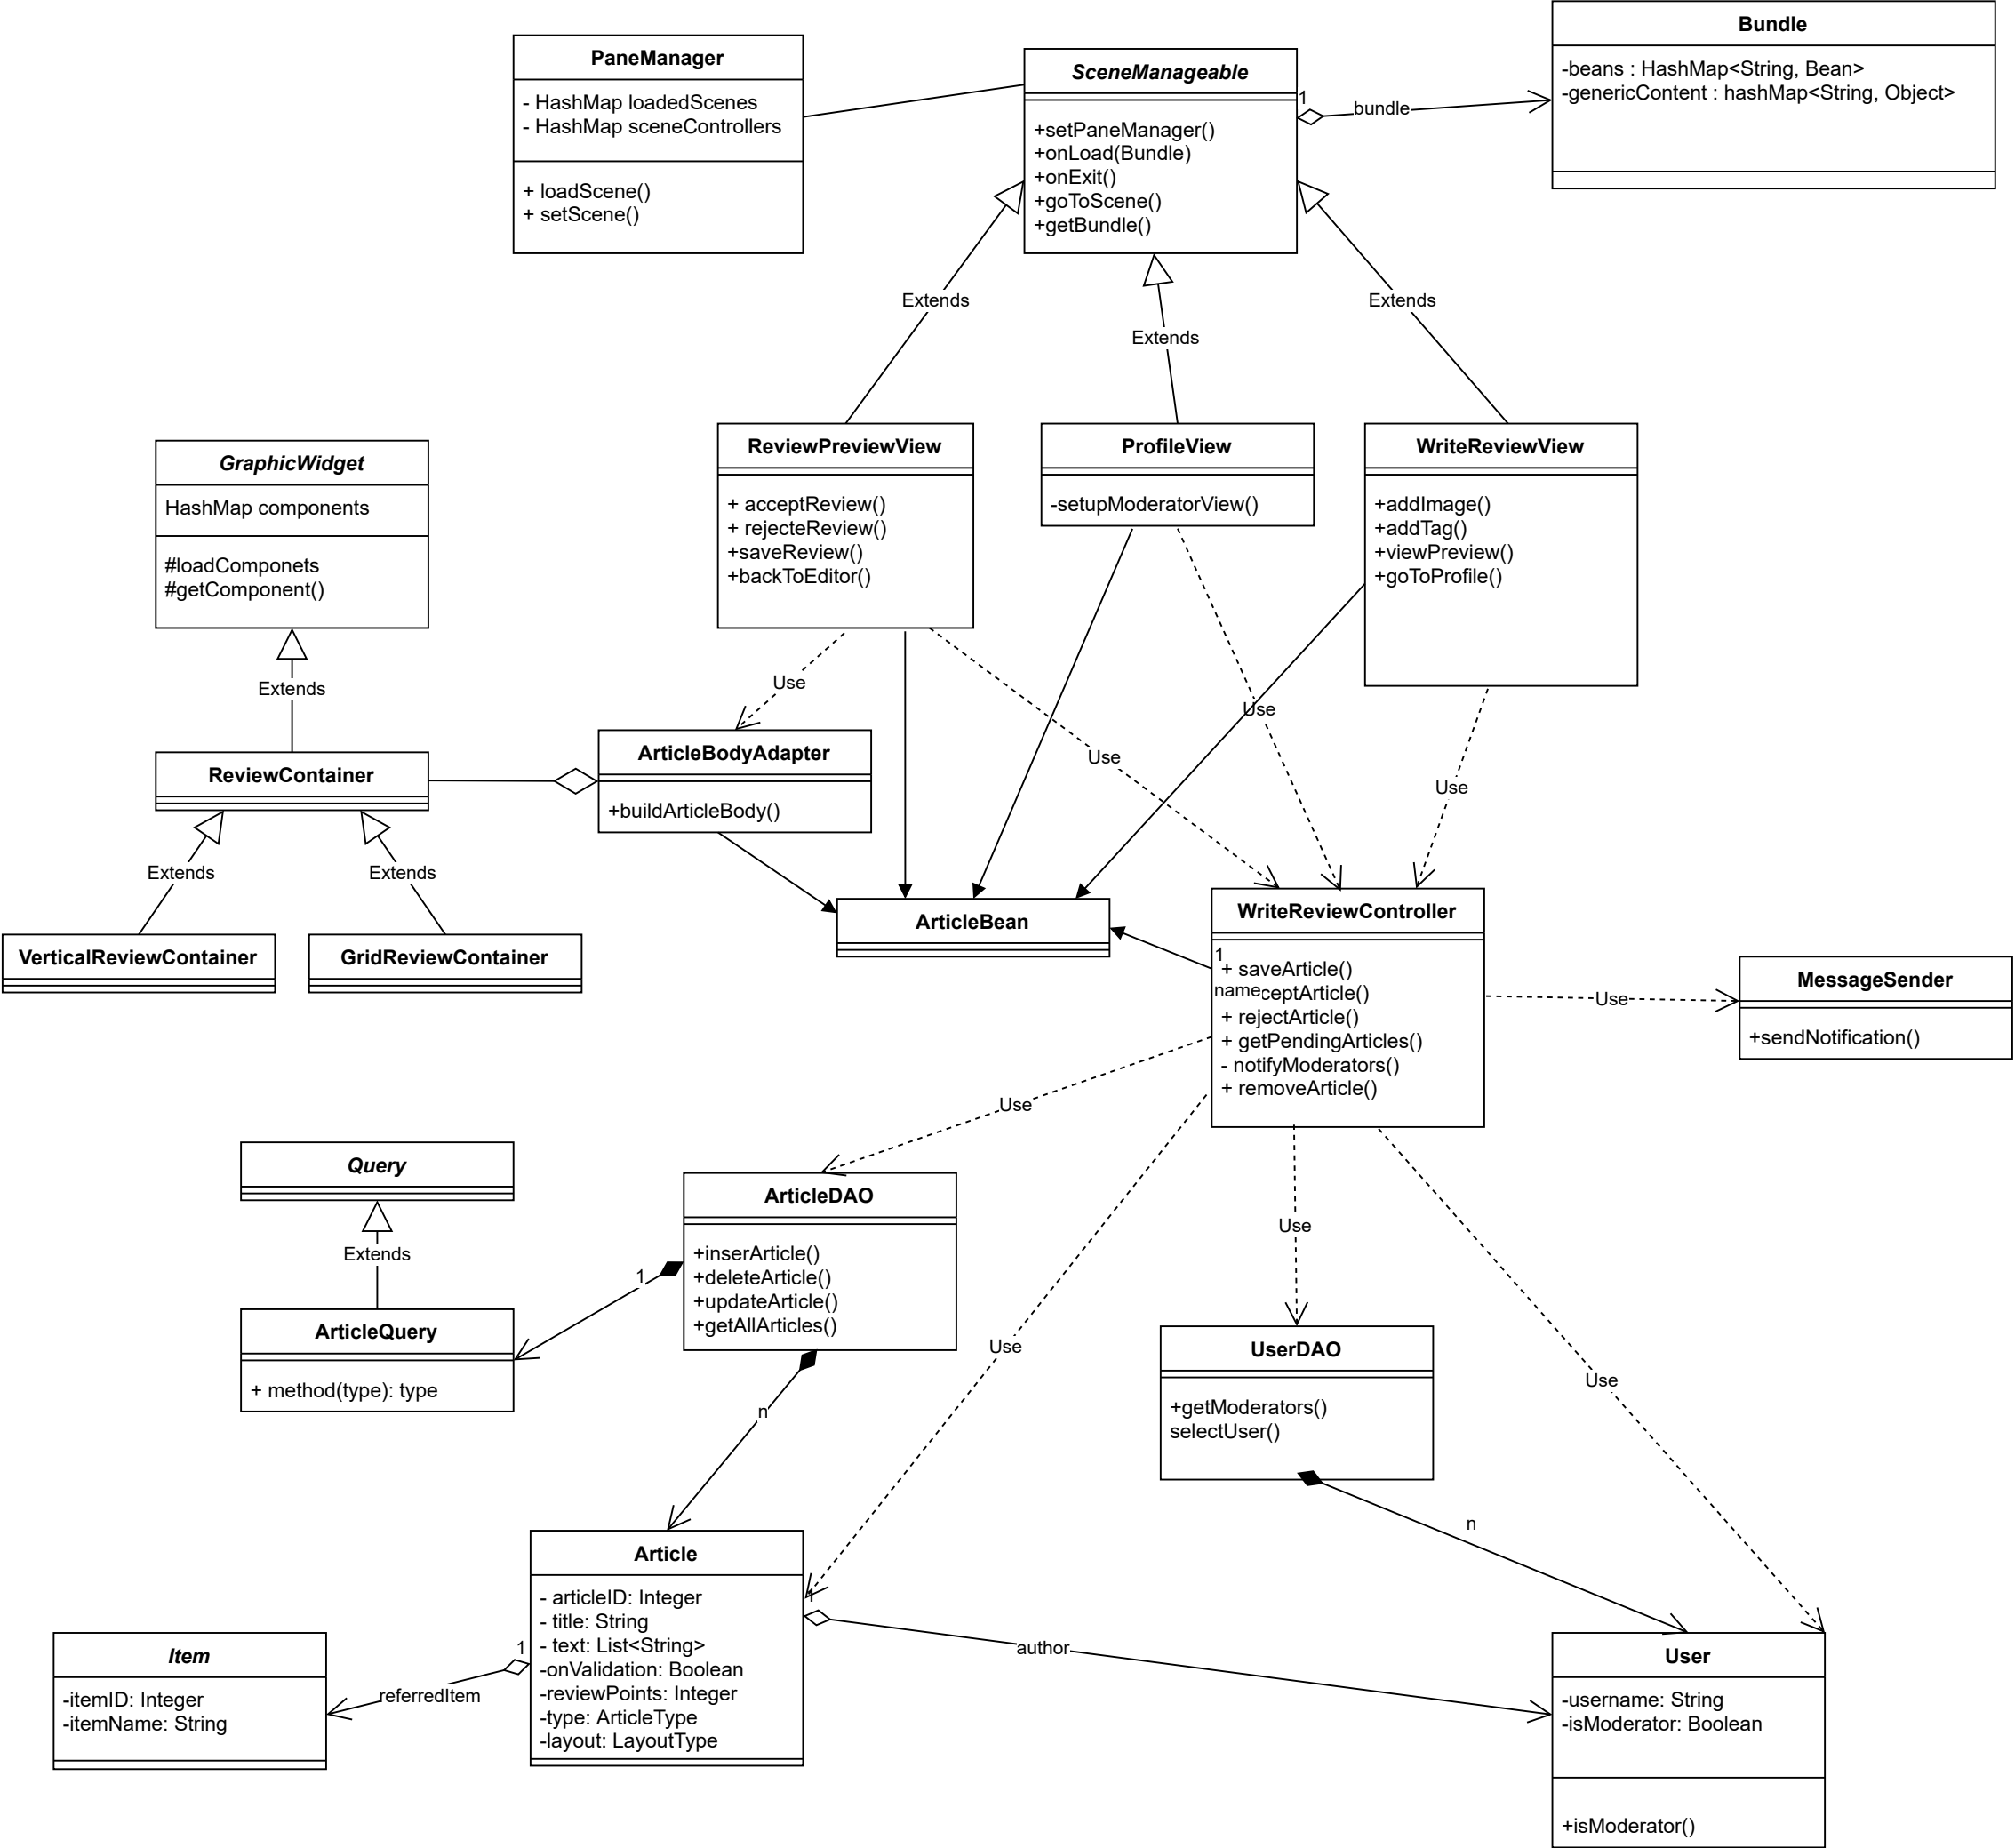 PaneManager
- HashMap loadedScenes
- HashMap sceneControllers
+ loadScene()
+ setScene()
SceneManageable
+setPaneManager()
+onLoad(Bundle)
+onExit()
+goToScene()
+getBundle()
1
bundle
Bundle
-beans : HashMap<String, Bean>
-genericContent : hashMap<String, Object>
Extends
Extends
Extends
GraphicWidget
HashMap components
#loadComponets
#getComponent()
ReviewPreviewView
+ acceptReview()
+ rejecteReview()
+saveReview()
+backToEditor()
ProfileView
-setupModeratorView()
WriteReviewView
+addImage()
+addTag()
+viewPreview()
+goToProfile()
Extends
Use
Use
Use
Use
ReviewContainer
ArticleBodyAdapter
+buildArticleBody()
Extends
Extends
VerticalReviewContainer
GridReviewContainer
ArticleBean
WriteReviewController
1
+ saveArticle()
name
ceptArticle()
+ rejectArticle()
+ getPendingArticles()
- notifyModerators()
+ removeArticle()
Use
MessageSender
+sendNotification()
Use
Query
Extends
ArticleQuery
+ method(type): type
1
ArticleDAO
+inserArticle()
+deleteArticle()
+updateArticle()
+getAllArticles()
Use
Use
Use
n
UserDAO
+getModerators()
selectUser()
n
Article
- articleID: Integer
- title: String
- text: List<String>
-onValidation: Boolean
-reviewPoints: Integer
-type: ArticleType
-layout: LayoutType
1
author
1
referredItem
Item
-itemID: Integer
-itemName: String
User
-username: String
-isModerator: Boolean
+isModerator()